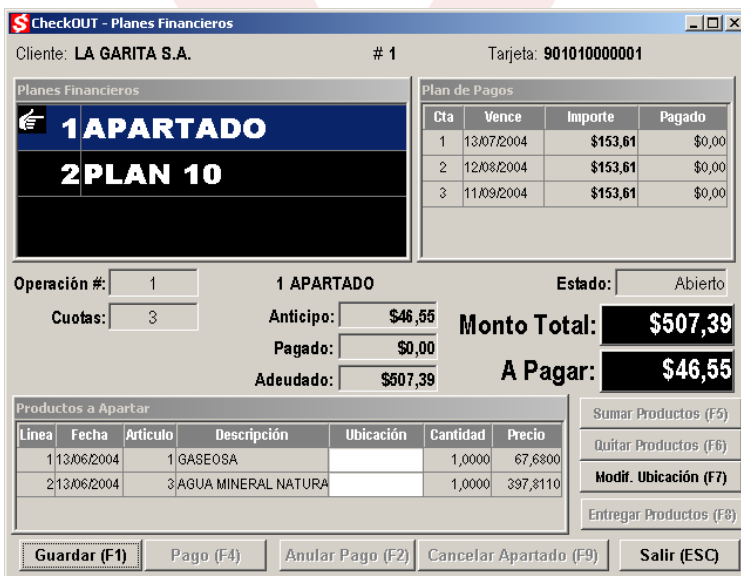 CheckOUT - Planes Financieros
Cliente: LA GARITA S.A. # 1 Tarjeta: 901010000001
Planes Financieros
1 APARTADO
2 PLAN 10
Plan de Pagos
Cta Vence Importe Pagado
1 13/07/2004 $153,61 $0,00
2 12/08/2004 $153,61 $0,00
3 11/09/2004 $153,61 $0,00
Operación #: 1 1 APARTADO Estado: Abierto
Cuotas: 3 Anticipo: $46,55 Monto Total: $507,39
Pagado: $0,00
Adeudado: $507,39 A Pagar: $46,55
Productos a Apartar
Linea Fecha Articulo Descripción Ubicación Cantidad Precio
1 13/06/2004 1 GASEOSA 1,0000 67,6800
2 13/06/2004 3 AGUA MINERAL NATURA 1,0000 397,8110
Sumar Productos (F5)
Quitar Productos (F6)
Modif. Ubicación (F7)
Entregar Productos (F8)
Guardar (F1) Pago (F4) Anular Pago (F2) Cancelar Apartado (F9) Salir (ESC)